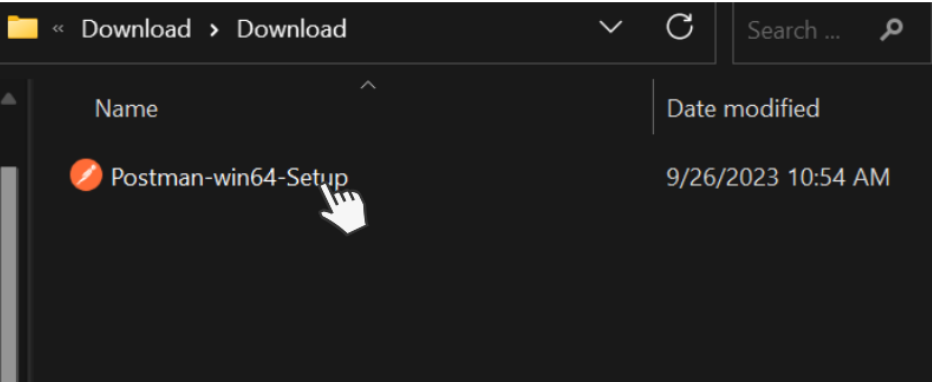 « Download > Download Search ...
Name Date modified
Postman-win64-Setup 9/26/2023 10:54 AM